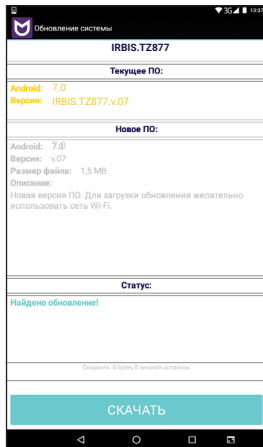 3G 13:37
Обновление системы
IRBIS.TZ877
Текущее ПО:
Android: 7.0
Версия: IRBIS.TZ877.v.07
Новое ПО:
Android: 7.0
Версия: v.07
Размер файла: 1,5 MB
Описание:
Новая версия ПО. Для загрузки обновления желательно
использовать сеть Wi-Fi.
Статус:
Найдено обновление!
Скорость: 0 bytes, 0 seconds осталось.
СКАЧАТЬ